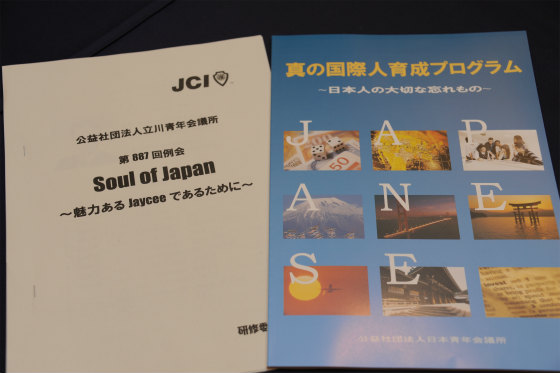 JCI
公益社団法人立川青年会議所
第 687 回例会
Soul of Japan
～魅力ある Jaycee であるために～
研修委
真の国際人育成プログラム
～日本人の大切な忘れもの～
J A P
A N E
S E
invest
公益社団法人日本青年会議所